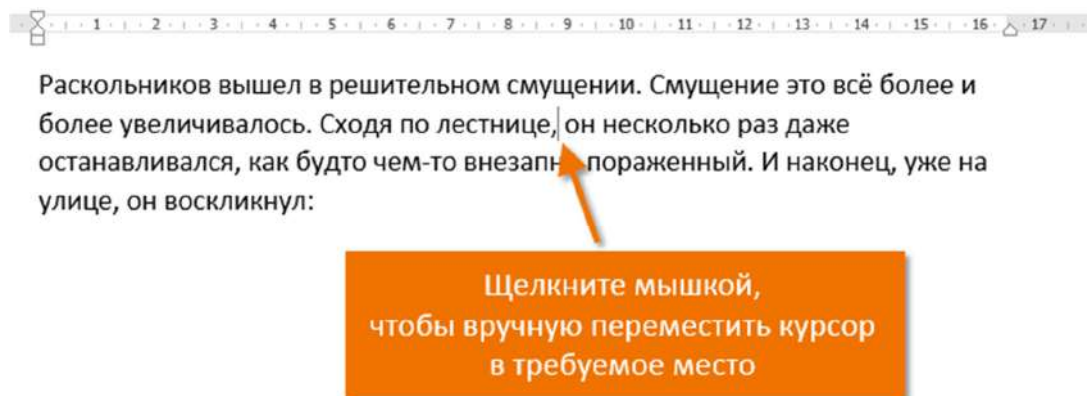 1 2 3 4 5 6 7 8 9 10 11 12 13 14 15 16 17
Раскольников вышел в решительном смущении. Смущение это всё более и
более увеличивалось. Сходя по лестнице, он несколько раз даже
останавливался, как будто чем-то внезапно пораженный. И наконец, уже на
улице, он воскликнул:
Щелкните мышкой,
чтобы вручную переместить курсор
в требуемое место